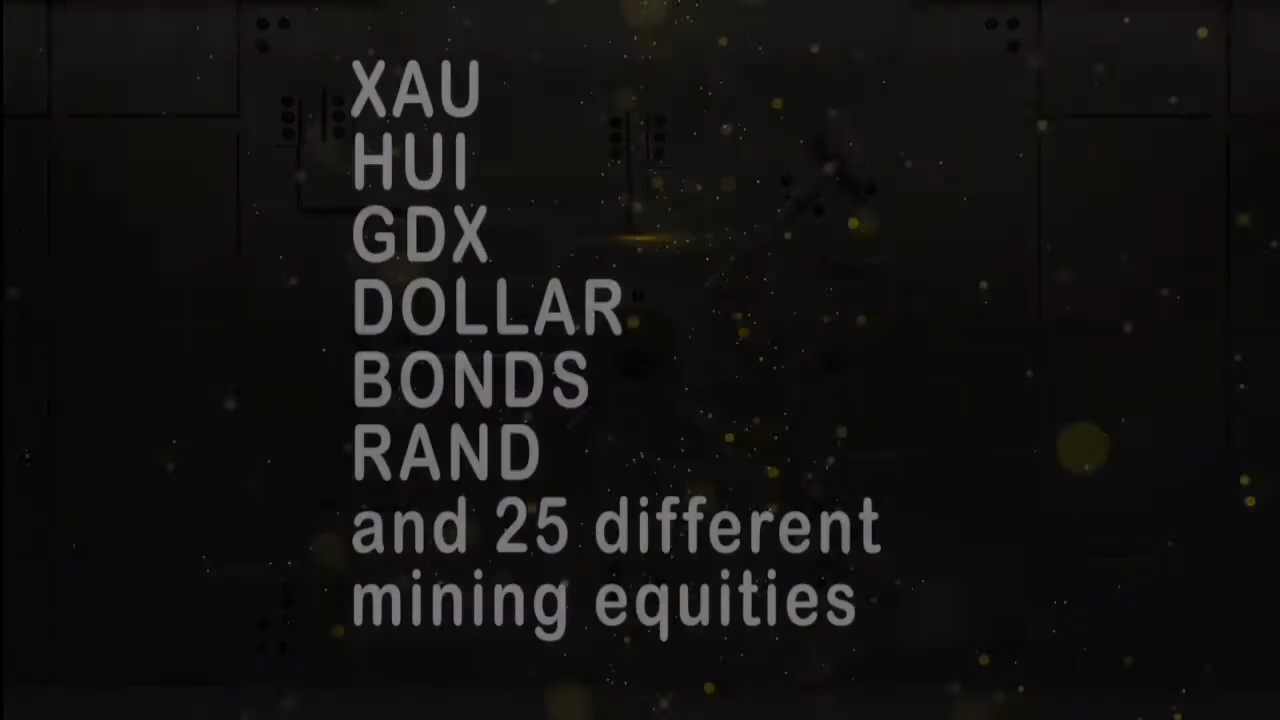 XAU
HUI
GDX
DOLLAR
BONDS
RAND
and 25 different
mining equities